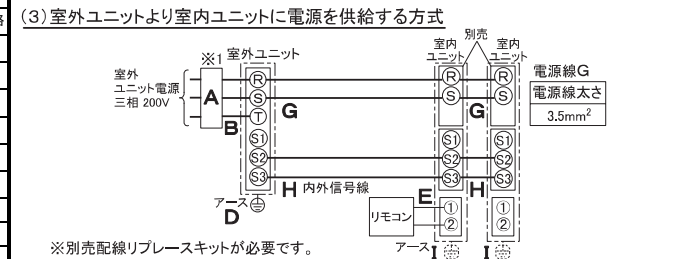 (3)室外ユニットより室内ユニットに電源を供給する方式
別売
※1 室外ユニット
室内
ユニット
室内
ユニット
室外
ユニット電源
三相 200V
A
B
R
S
T
S1
S2
S3
G
R
S
S1
S2
S3
G
R
S
S1
S2
S3
電源線G
電源線太さ
3.5mm²
H 内外信号線
H
アース
D
E
リモコン
①
②
①
②
アース
I
I
※別売配線リプレースキットが必要です。